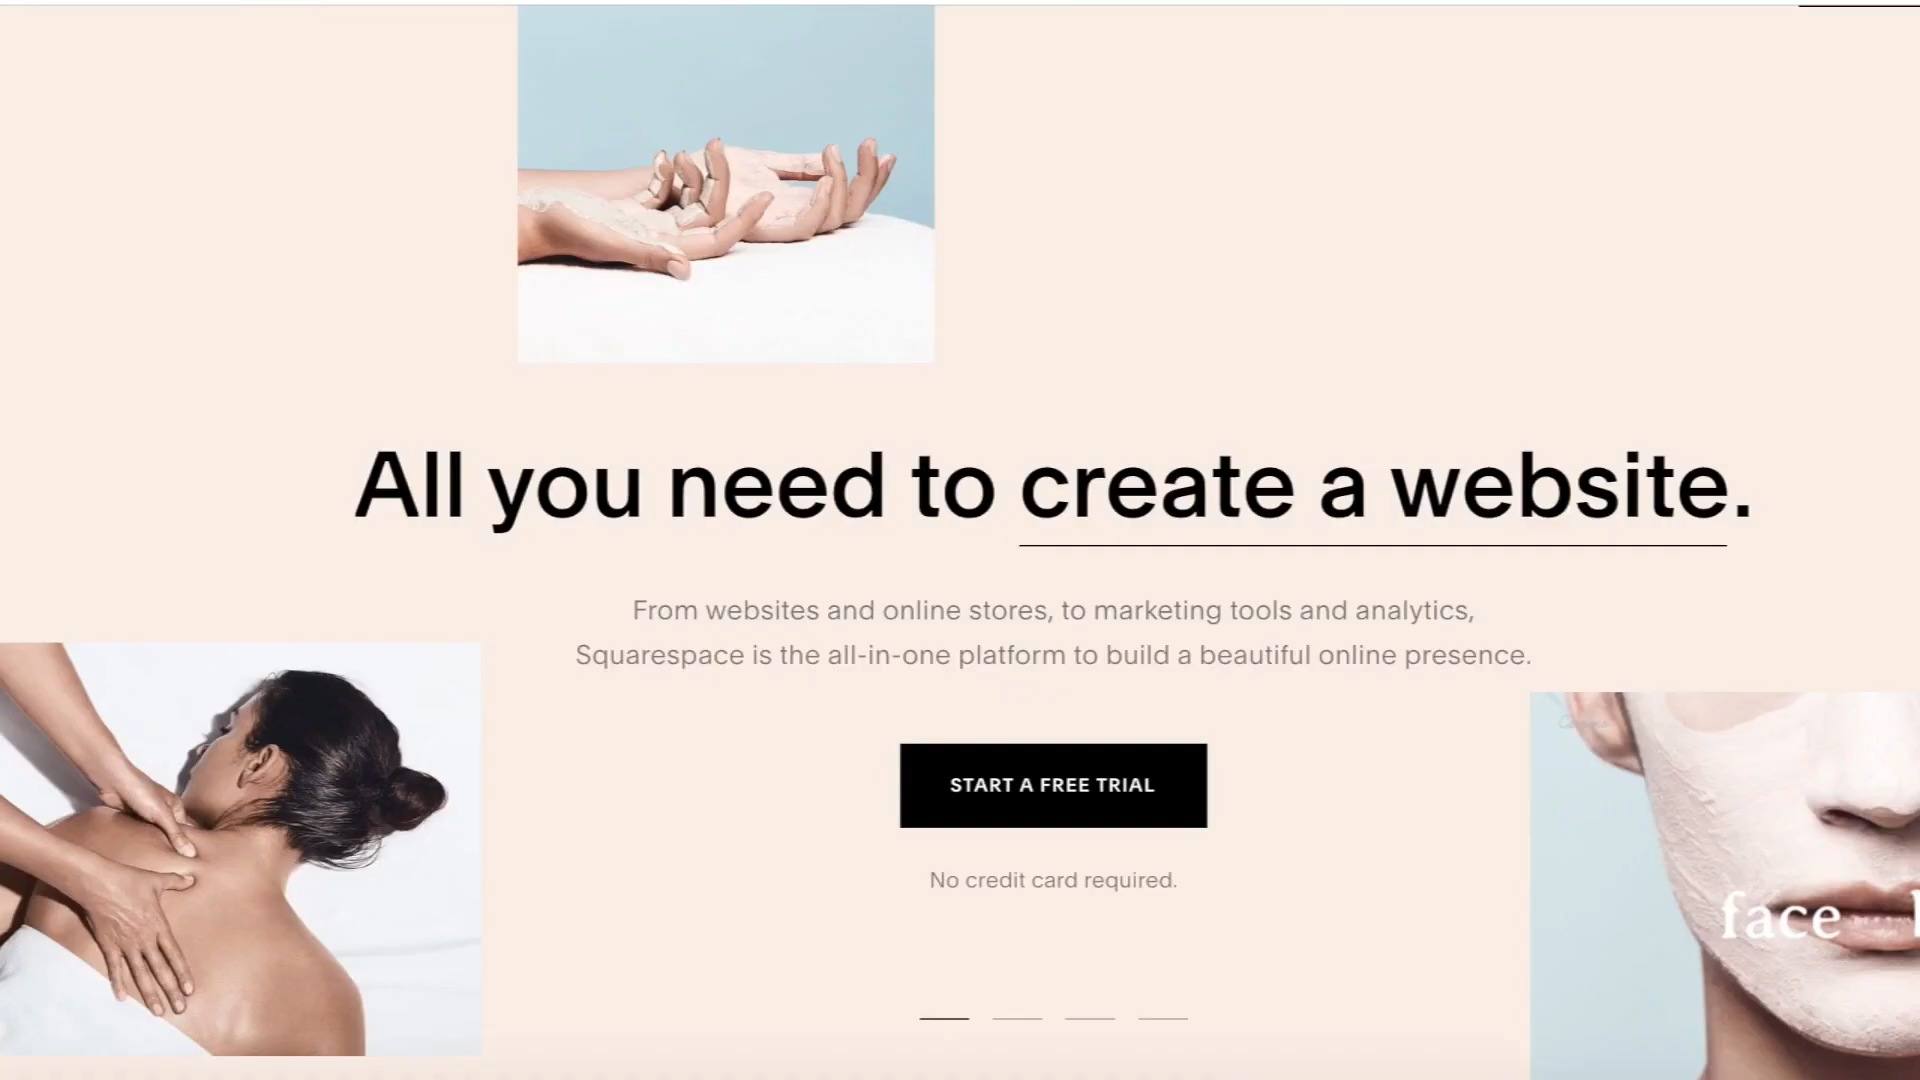 All you need to create a website.
From websites and online stores, to marketing tools and analytics,
Squarespace is the all-in-one platform to build a beautiful online presence.
START A FREE TRIAL
No credit card required.
face